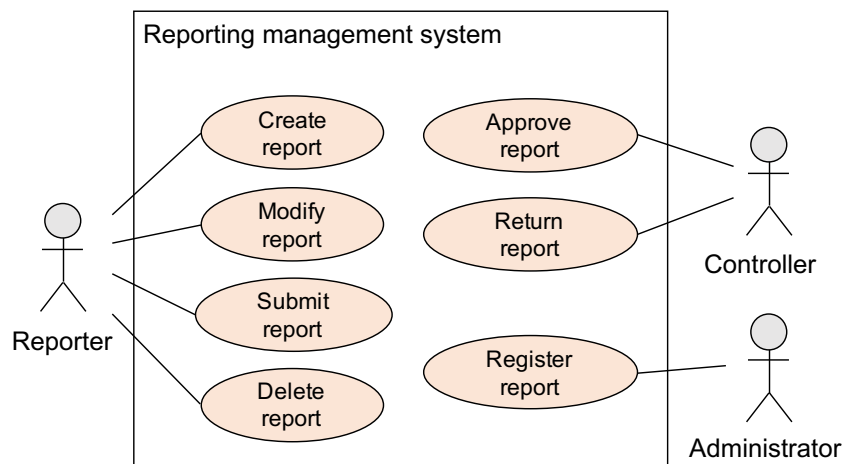 Reporting management system
Create
report
Modify
report
Submit
report
Delete
report
Approve
report
Return
report
Register
report
Reporter
Controller
Administrator